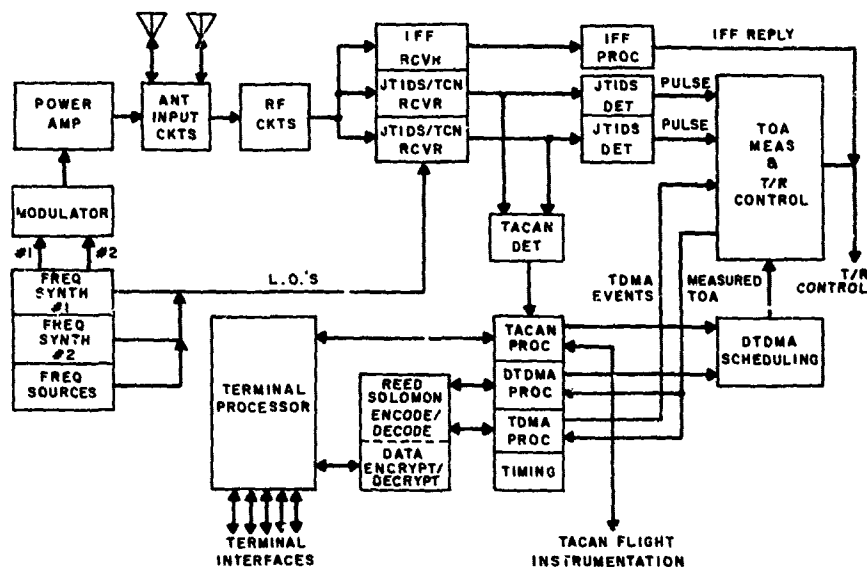 IFF
RCVR
IFF
PROC
IFF REPLY
POWER
AMP
ANT
INPUT
CKTS
RF
CKTS
JTIDS/TCN
RCVR
JTIDS/TCN
RCVR
JTIDS
DET
JTIDS
DET
PULSE
PULSE
TOA
MEAS
&
T/R
CONTROL
MODULATOR
#1
#2
TACAN
DET
FREQ
SYNTH
#1
FREQ
SYNTH
#2
FREQ
SOURCES
L.O.'S
TDMA
EVENTS
MEASURED
TOA
T/R
CONTROL
TERMINAL
PROCESSOR
TACAN
PROC
DTDMA
PROC
TDMA
PROC
TIMING
DTDMA
SCHEDULING
REED
SOLOMON
ENCODE/
DECODE
DATA
ENCRYPT/
DECRYPT
TERMINAL
INTERFACES
TACAN FLIGHT
INSTRUMENTATION